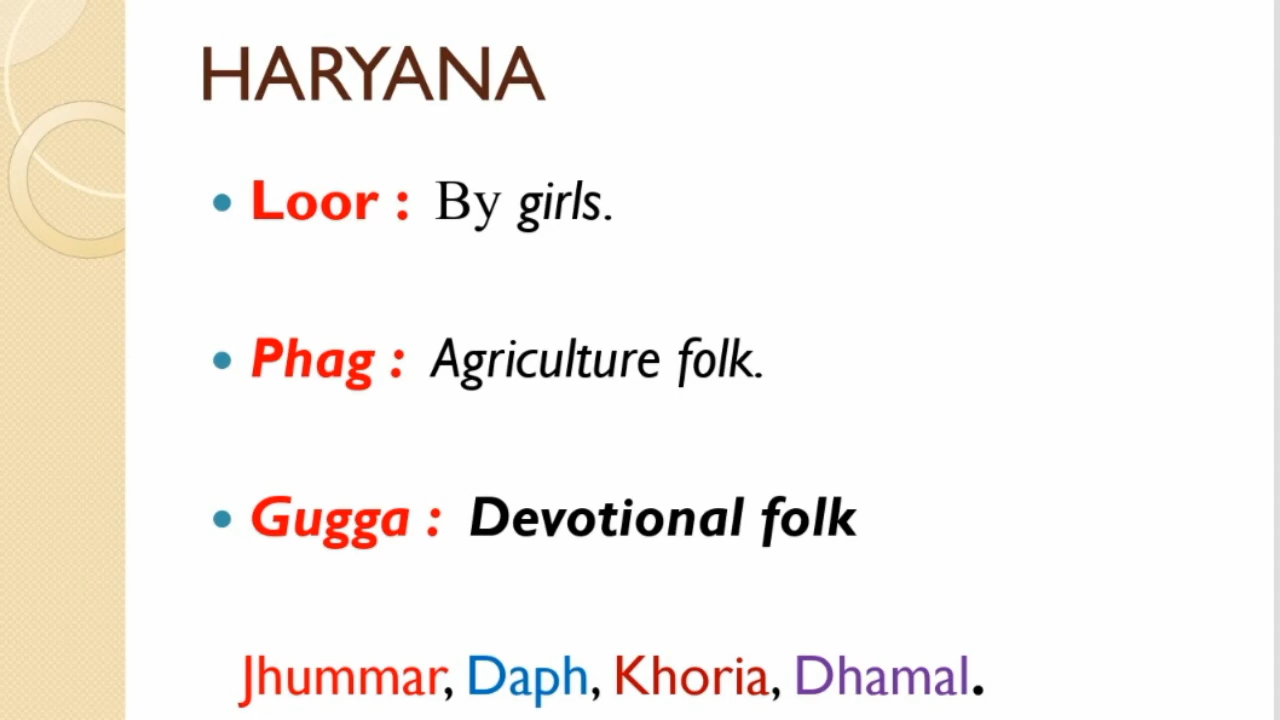 HARYANA
• Loor : By girls.
• Phag : Agriculture folk.
• Gugga : Devotional folk
Jhummar, Daph, Khoria, Dhamal.